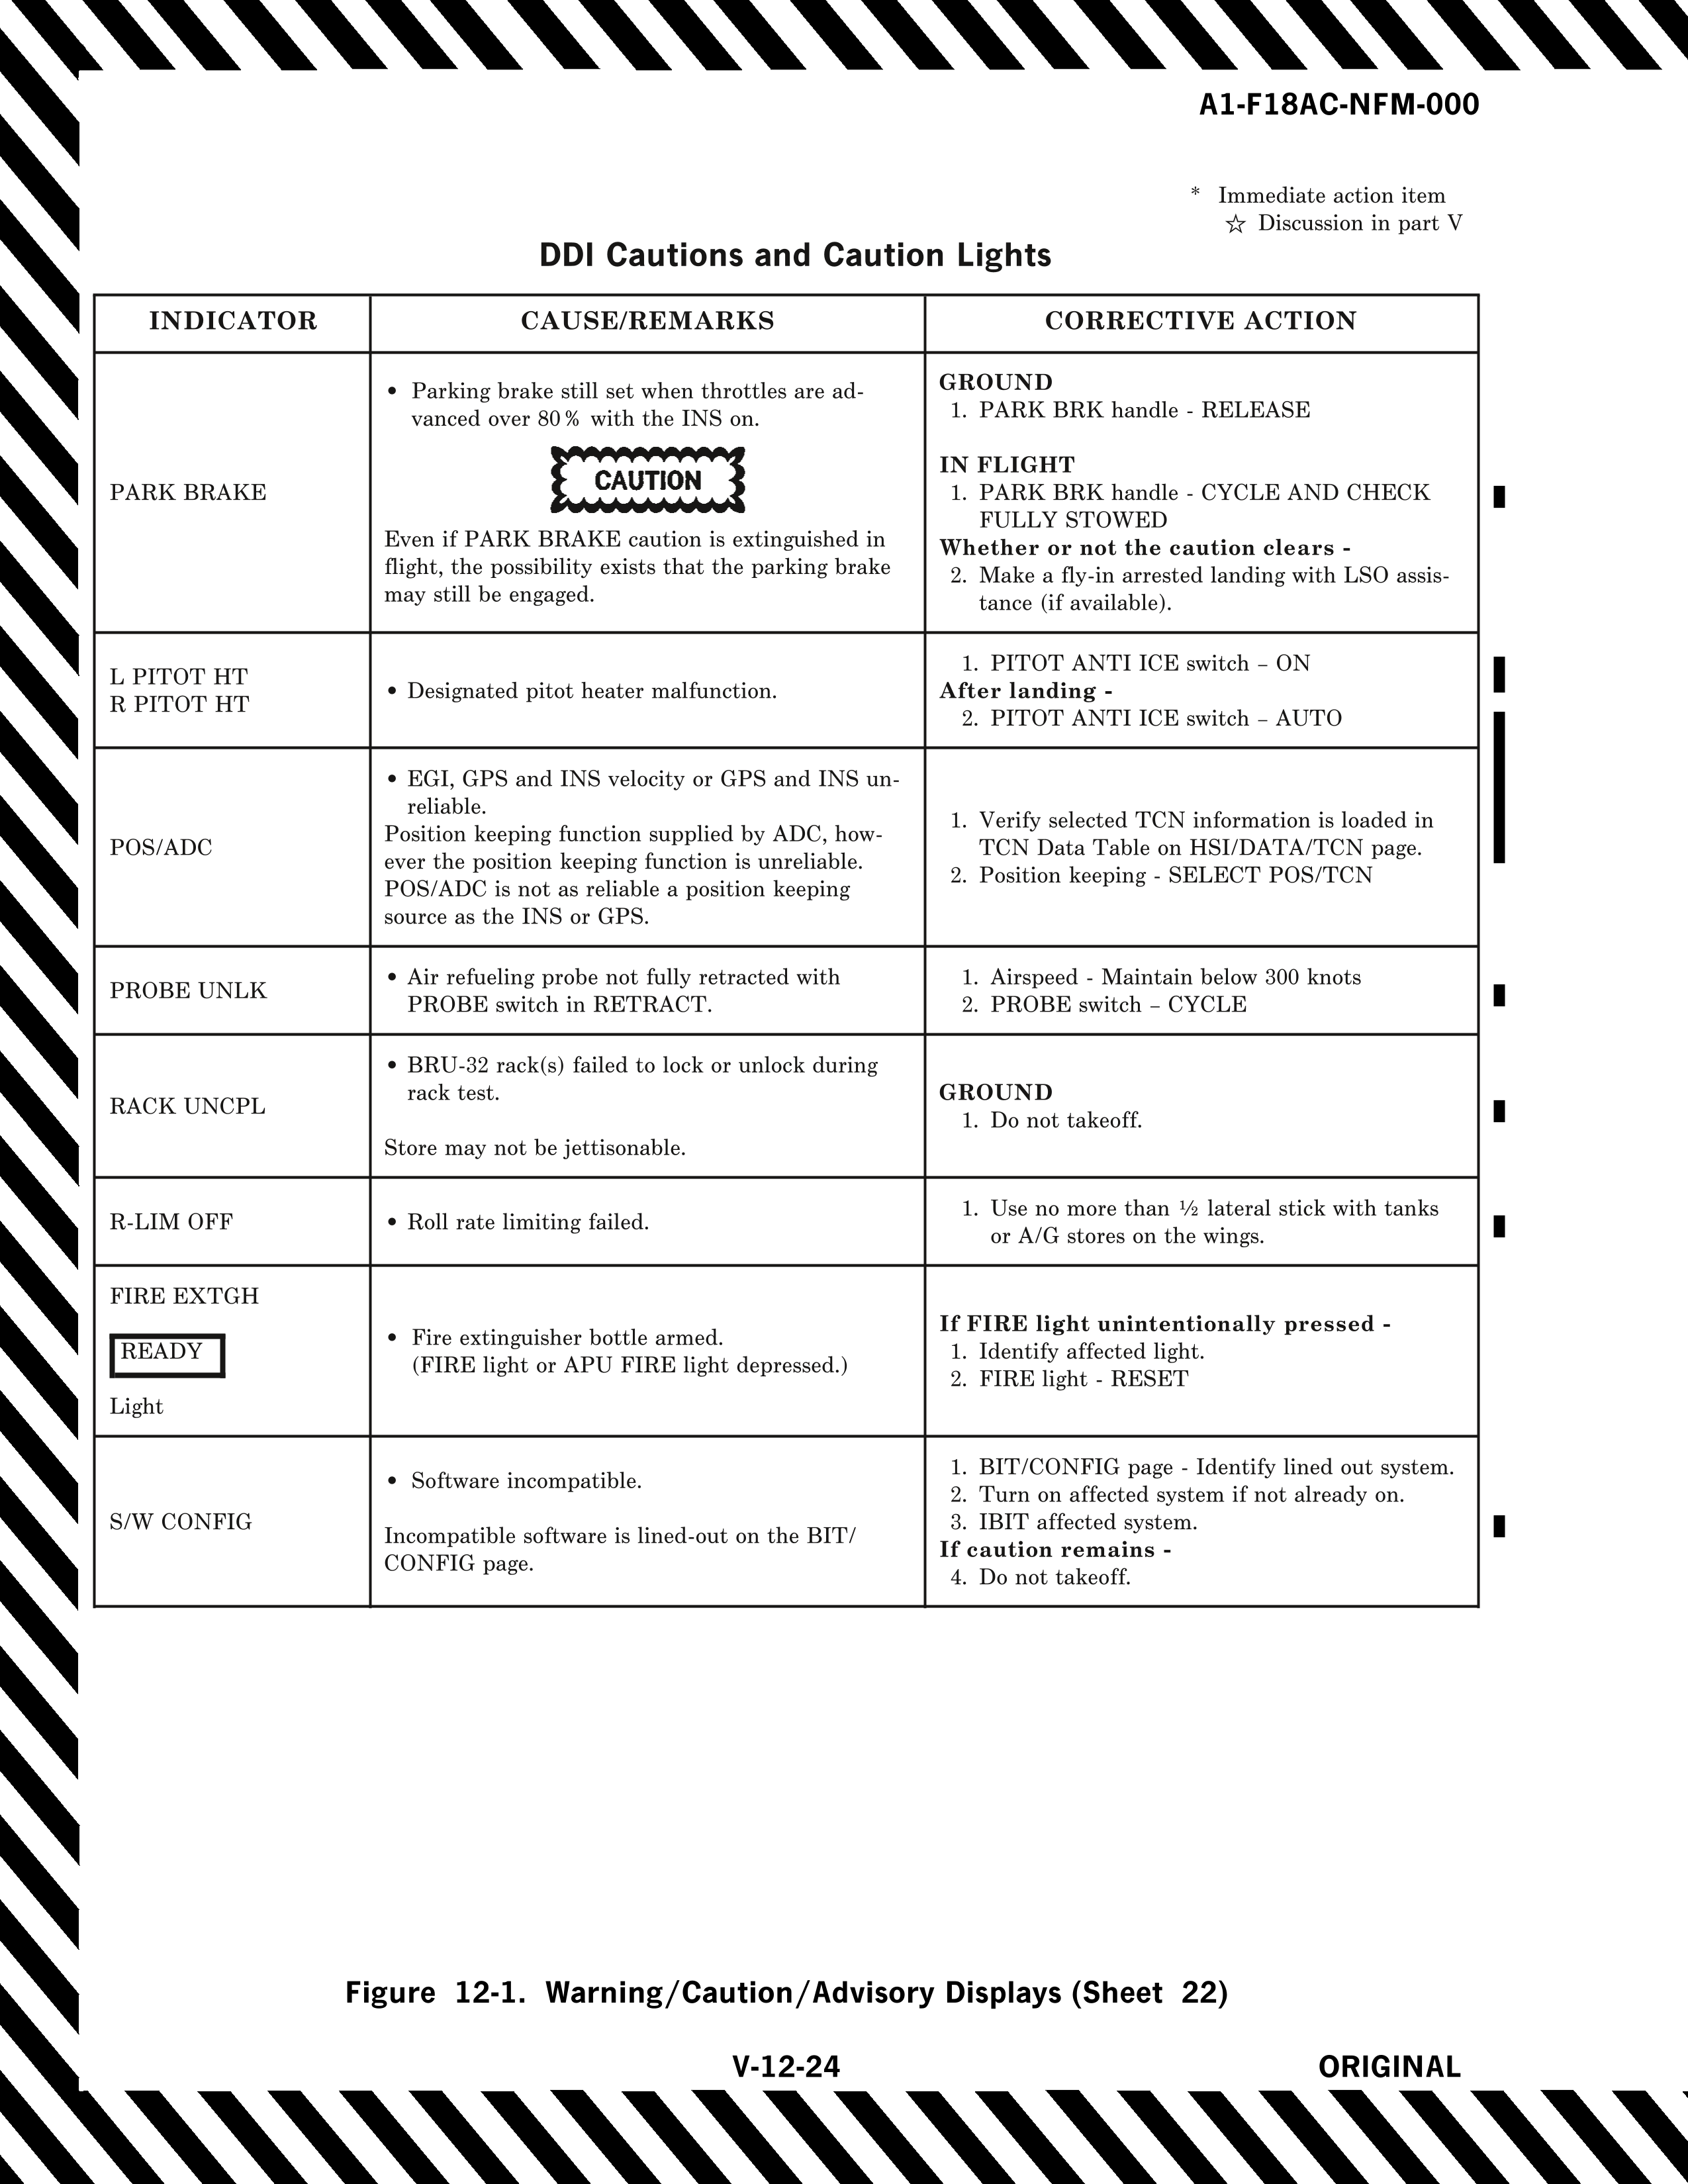 A1-F18AC-NFM-000
* Immediate action item
☆ Discussion in part V
DDI Cautions and Caution Lights
INDICATOR
CAUSE/REMARKS
CORRECTIVE ACTION
PARK BRAKE
• Parking brake still set when throttles are ad-
vanced over 80% with the INS on.
CAUTION
Even if PARK BRAKE caution is extinguished in
flight, the possibility exists that the parking brake
may still be engaged.
GROUND
1. PARK BRK handle - RELEASE
IN FLIGHT
1. PARK BRK handle - CYCLE AND CHECK
FULLY STOWED
Whether or not the caution clears -
2. Make a fly-in arrested landing with LSO assis-
tance (if available).
L PITOT HT
R PITOT HT
• Designated pitot heater malfunction.
1. PITOT ANTI ICE switch – ON
After landing -
2. PITOT ANTI ICE switch – AUTO
POS/ADC
• EGI, GPS and INS velocity or GPS and INS un-
reliable.
Position keeping function supplied by ADC, how-
ever the position keeping function is unreliable.
POS/ADC is not as reliable a position keeping
source as the INS or GPS.
1. Verify selected TCN information is loaded in
TCN Data Table on HSI/DATA/TCN page.
2. Position keeping - SELECT POS/TCN
PROBE UNLK
• Air refueling probe not fully retracted with
PROBE switch in RETRACT.
1. Airspeed - Maintain below 300 knots
2. PROBE switch – CYCLE
RACK UNCPL
• BRU-32 rack(s) failed to lock or unlock during
rack test.
Store may not be jettisonable.
GROUND
1. Do not takeoff.
R-LIM OFF
• Roll rate limiting failed.
1. Use no more than ½ lateral stick with tanks
or A/G stores on the wings.
FIRE EXTGH
READY
Light
• Fire extinguisher bottle armed.
(FIRE light or APU FIRE light depressed.)
If FIRE light unintentionally pressed -
1. Identify affected light.
2. FIRE light - RESET
S/W CONFIG
• Software incompatible.
Incompatible software is lined-out on the BIT/
CONFIG page.
1. BIT/CONFIG page - Identify lined out system.
2. Turn on affected system if not already on.
3. IBIT affected system.
If caution remains -
4. Do not takeoff.
Figure 12-1. Warning/Caution/Advisory Displays (Sheet 22)
V-12-24
ORIGINAL